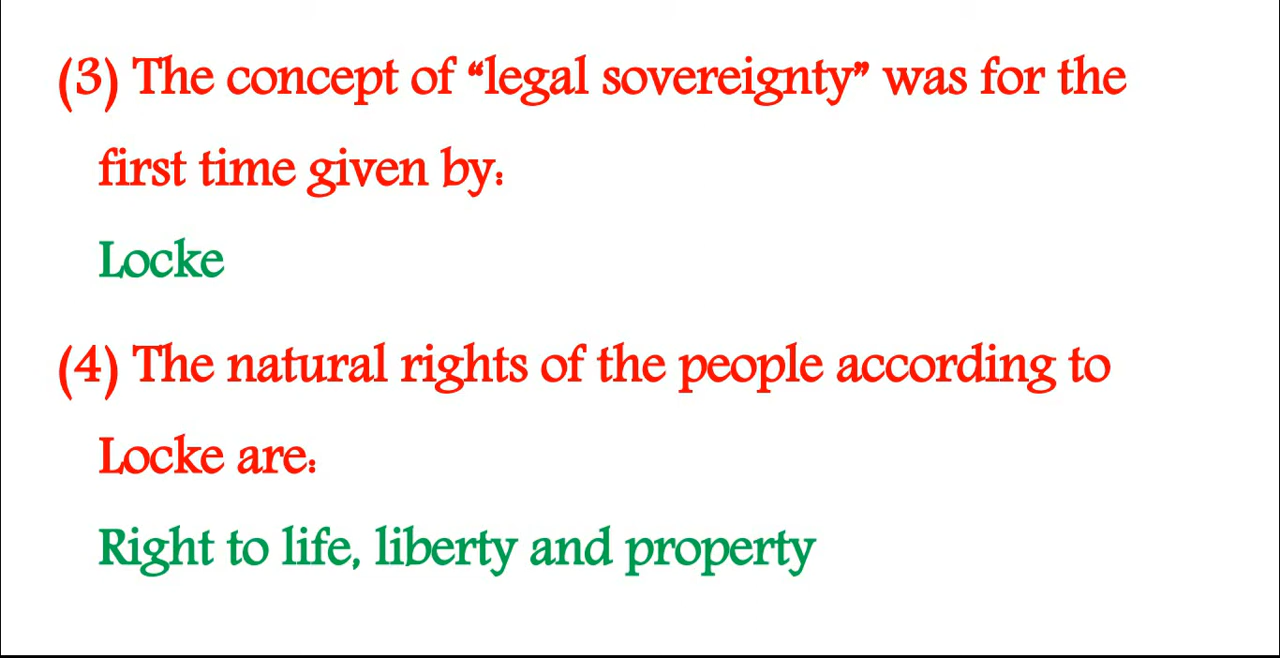 (3) The concept of “legal sovereignty” was for the
first time given by:
Locke
(4) The natural rights of the people according to
Locke are:
Right to life, liberty and property